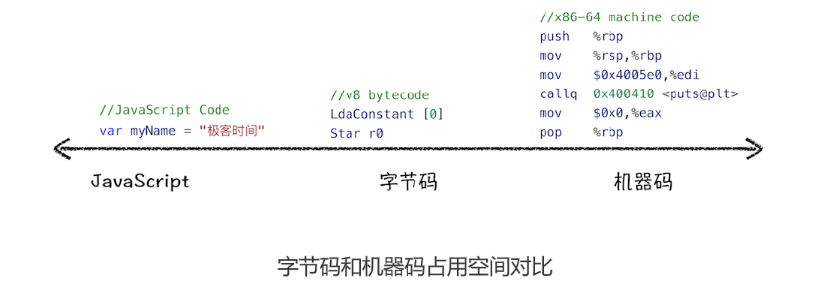 //JavaScript Code
var myName = "极客时间"
JavaScript
//v8 bytecode
LdaConstant [0]
Star r0
字节码
//x86-64 machine code
push %rbp
mov %rsp,%rbp
mov $0x4005e0,%edi
callq 0x400410 <puts@plt>
mov $0x0,%eax
pop %rbp
机器码
字节码和机器码占用空间对比